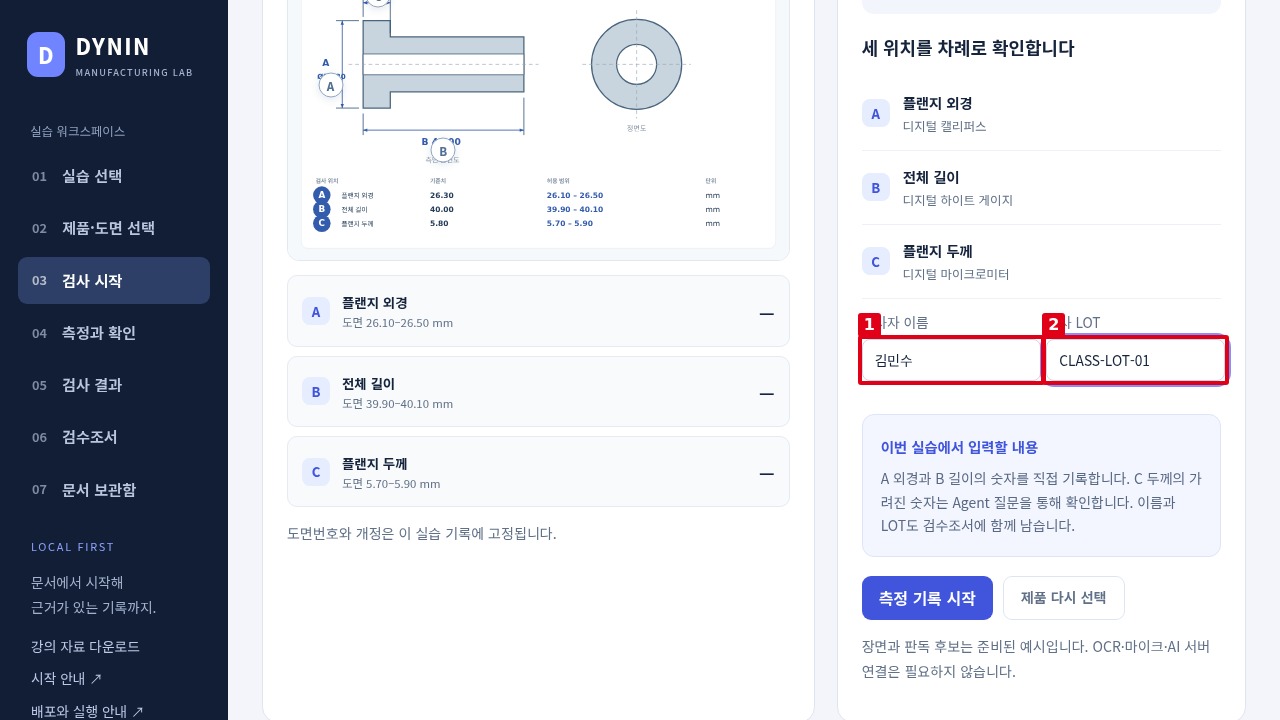 D
DYNIN
MANUFACTURING LAB
실습 워크스페이스
01 실습 선택
02 제품·도면 선택
03 검사 시작
04 측정과 확인
05 검사 결과
06 검수조서
07 문서 보관함
LOCAL FIRST
문서에서 시작해
근거가 있는 기록까지.
강의 자료 다운로드
시작 안내 ↗
배포와 실행 안내 ↗
A
A
B
B
정면도
검사 위치 기준치 허용 범위 단위
A 플랜지 외경 26.30 26.10 – 26.50 mm
B 전체 길이 40.00 39.90 – 40.10 mm
C 플랜지 두께 5.80 5.70 – 5.90 mm
A 플랜지 외경 —
도면 26.10–26.50 mm
B 전체 길이 —
도면 39.90–40.10 mm
C 플랜지 두께 —
도면 5.70–5.90 mm
도면번호와 개정은 이 실습 기록에 고정됩니다.
세 위치를 차례로 확인합니다
A 플랜지 외경
디지털 캘리퍼스
B 전체 길이
디지털 하이트 게이지
C 플랜지 두께
디지털 마이크로미터
1 자 이름
2 LOT
김민수
CLASS-LOT-01
이번 실습에서 입력할 내용
A 외경과 B 길이의 숫자를 직접 기록합니다. C 두께의 가
려진 숫자는 Agent 질문을 통해 확인합니다. 이름과
LOT도 검수조서에 함께 남습니다.
측정 기록 시작
제품 다시 선택
장면과 판독 후보는 준비된 예시입니다. OCR·마이크·AI 서버
연결은 필요하지 않습니다.